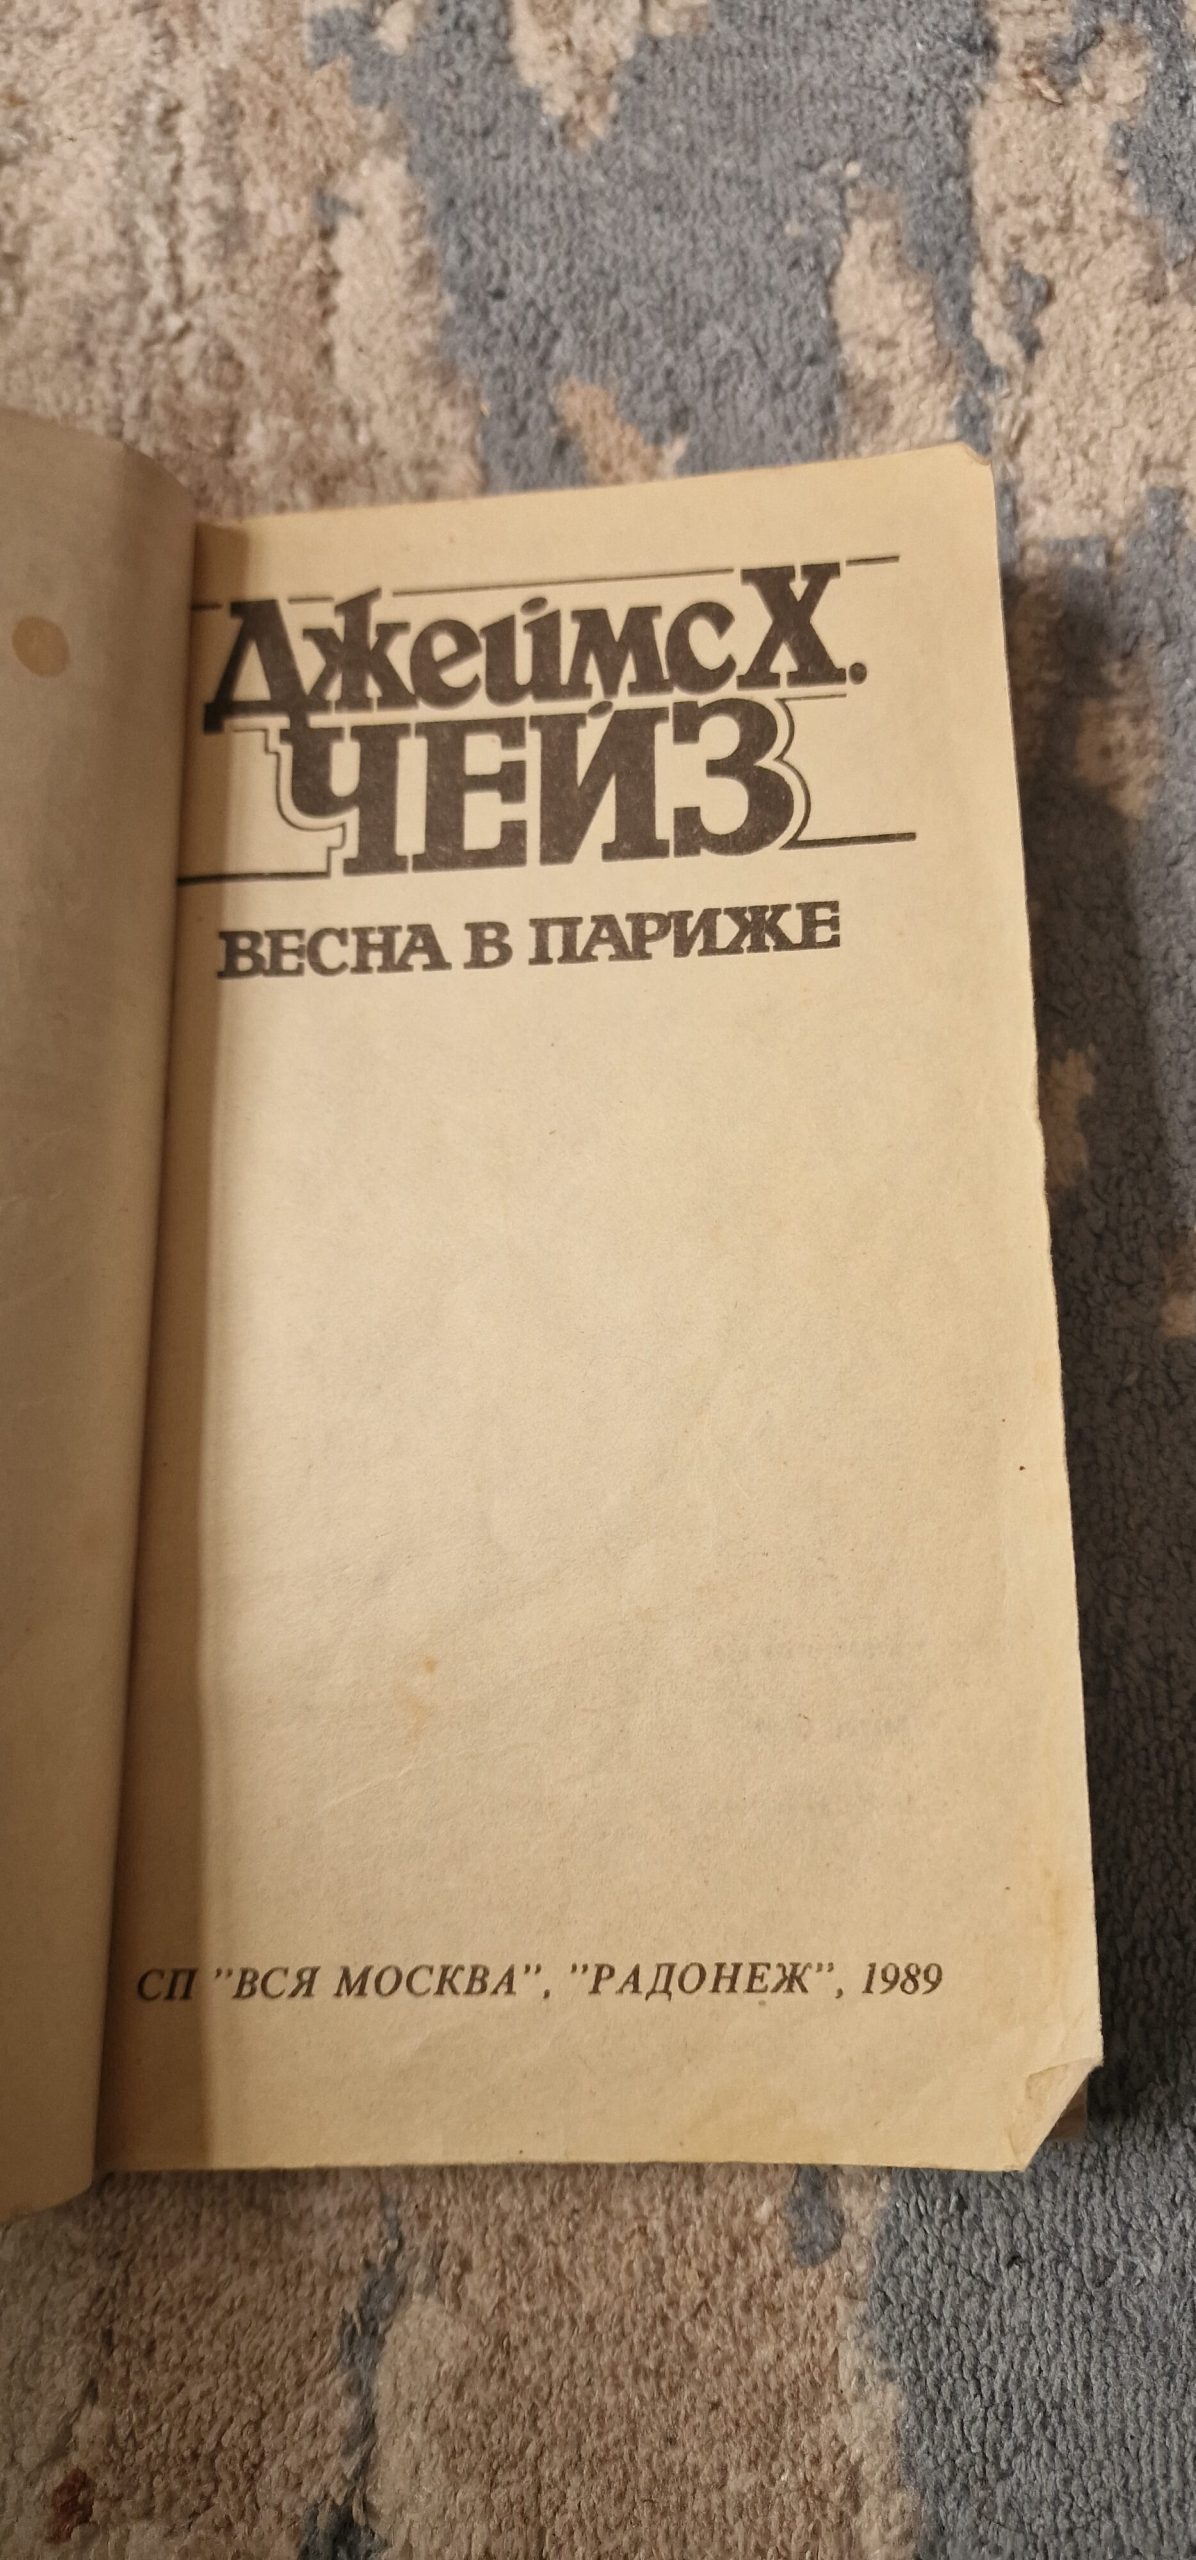 Джеймс Х.
ЧЕЙЗ
ВЕСНА В ПАРИЖЕ
СП "ВСЯ МОСКВА", "РАДОНЕЖ", 1989